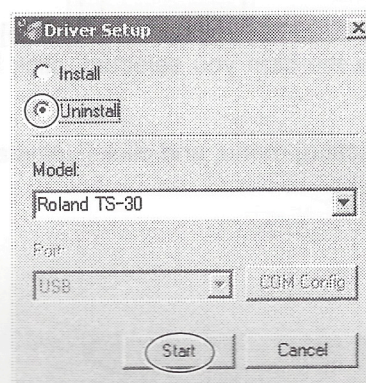 Driver Setup
Install
Uninstall
Model:
Roland TS-30
Port:
USB COM Config
Start Cancel